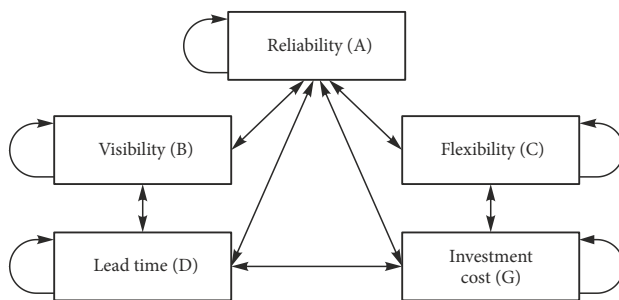 Reliability (A)
Visibility (B)
Flexibility (C)
Lead time (D)
Investment
cost (G)